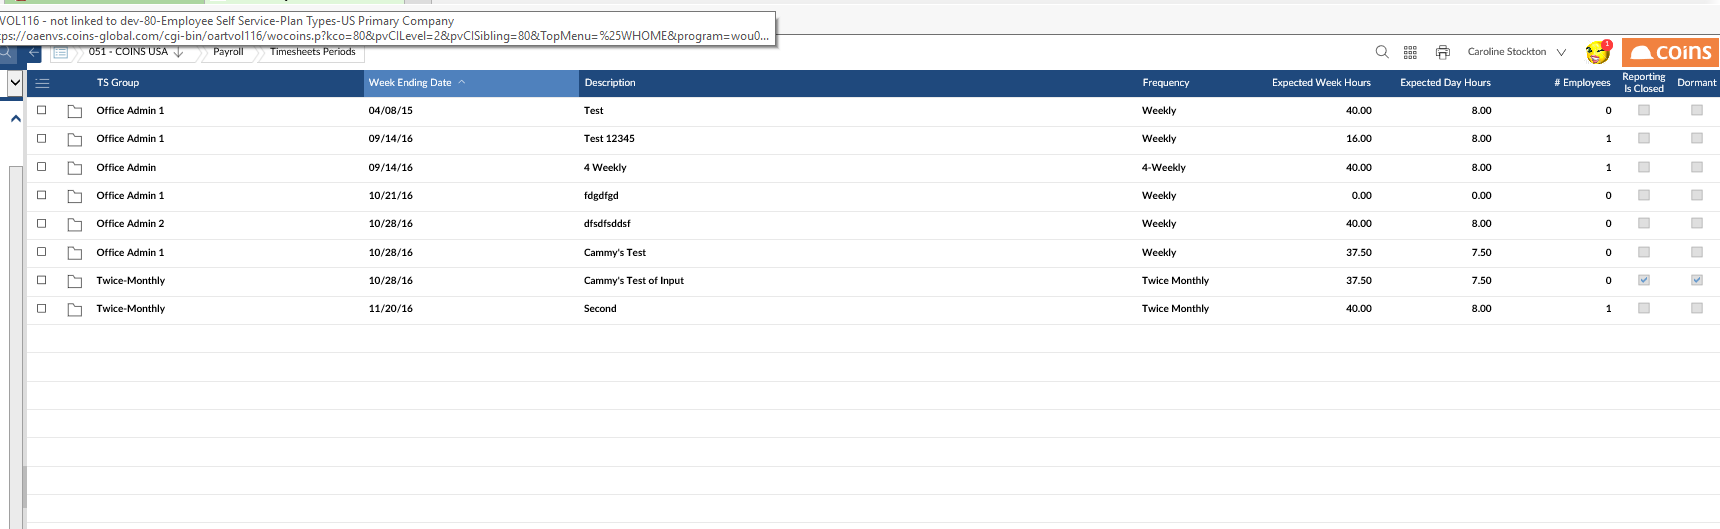 VOL116 - not linked to dev-80-Employee Self Service-Plan Types-US Primary Company
tps://oaenvs.coins-global.com/cgi-bin/oartvol116/wocoins.p?kco=80&pvCILevel=2&pvCISibling=80&TopMenu=%25WHOME&program=wou0...
051 - COINS USA Payroll Timesheets Periods Caroline Stockton 1 coins
TS Group Week Ending Date Description Frequency Expected Week Hours Expected Day Hours # Employees Reporting Is Closed Dormant
Office Admin 1 04/08/15 Test Weekly 40.00 8.00 0
Office Admin 1 09/14/16 Test 12345 Weekly 16.00 8.00 1
Office Admin 09/14/16 4 Weekly 4-Weekly 40.00 8.00 1
Office Admin 1 10/21/16 fdgdfgd Weekly 0.00 0.00 0
Office Admin 2 10/28/16 dfsdfsddsf Weekly 40.00 8.00 0
Office Admin 1 10/28/16 Cammy's Test Weekly 37.50 7.50 0
Twice-Monthly 10/28/16 Cammy's Test of Input Twice Monthly 37.50 7.50 0
Twice-Monthly 11/20/16 Second Twice Monthly 40.00 8.00 1